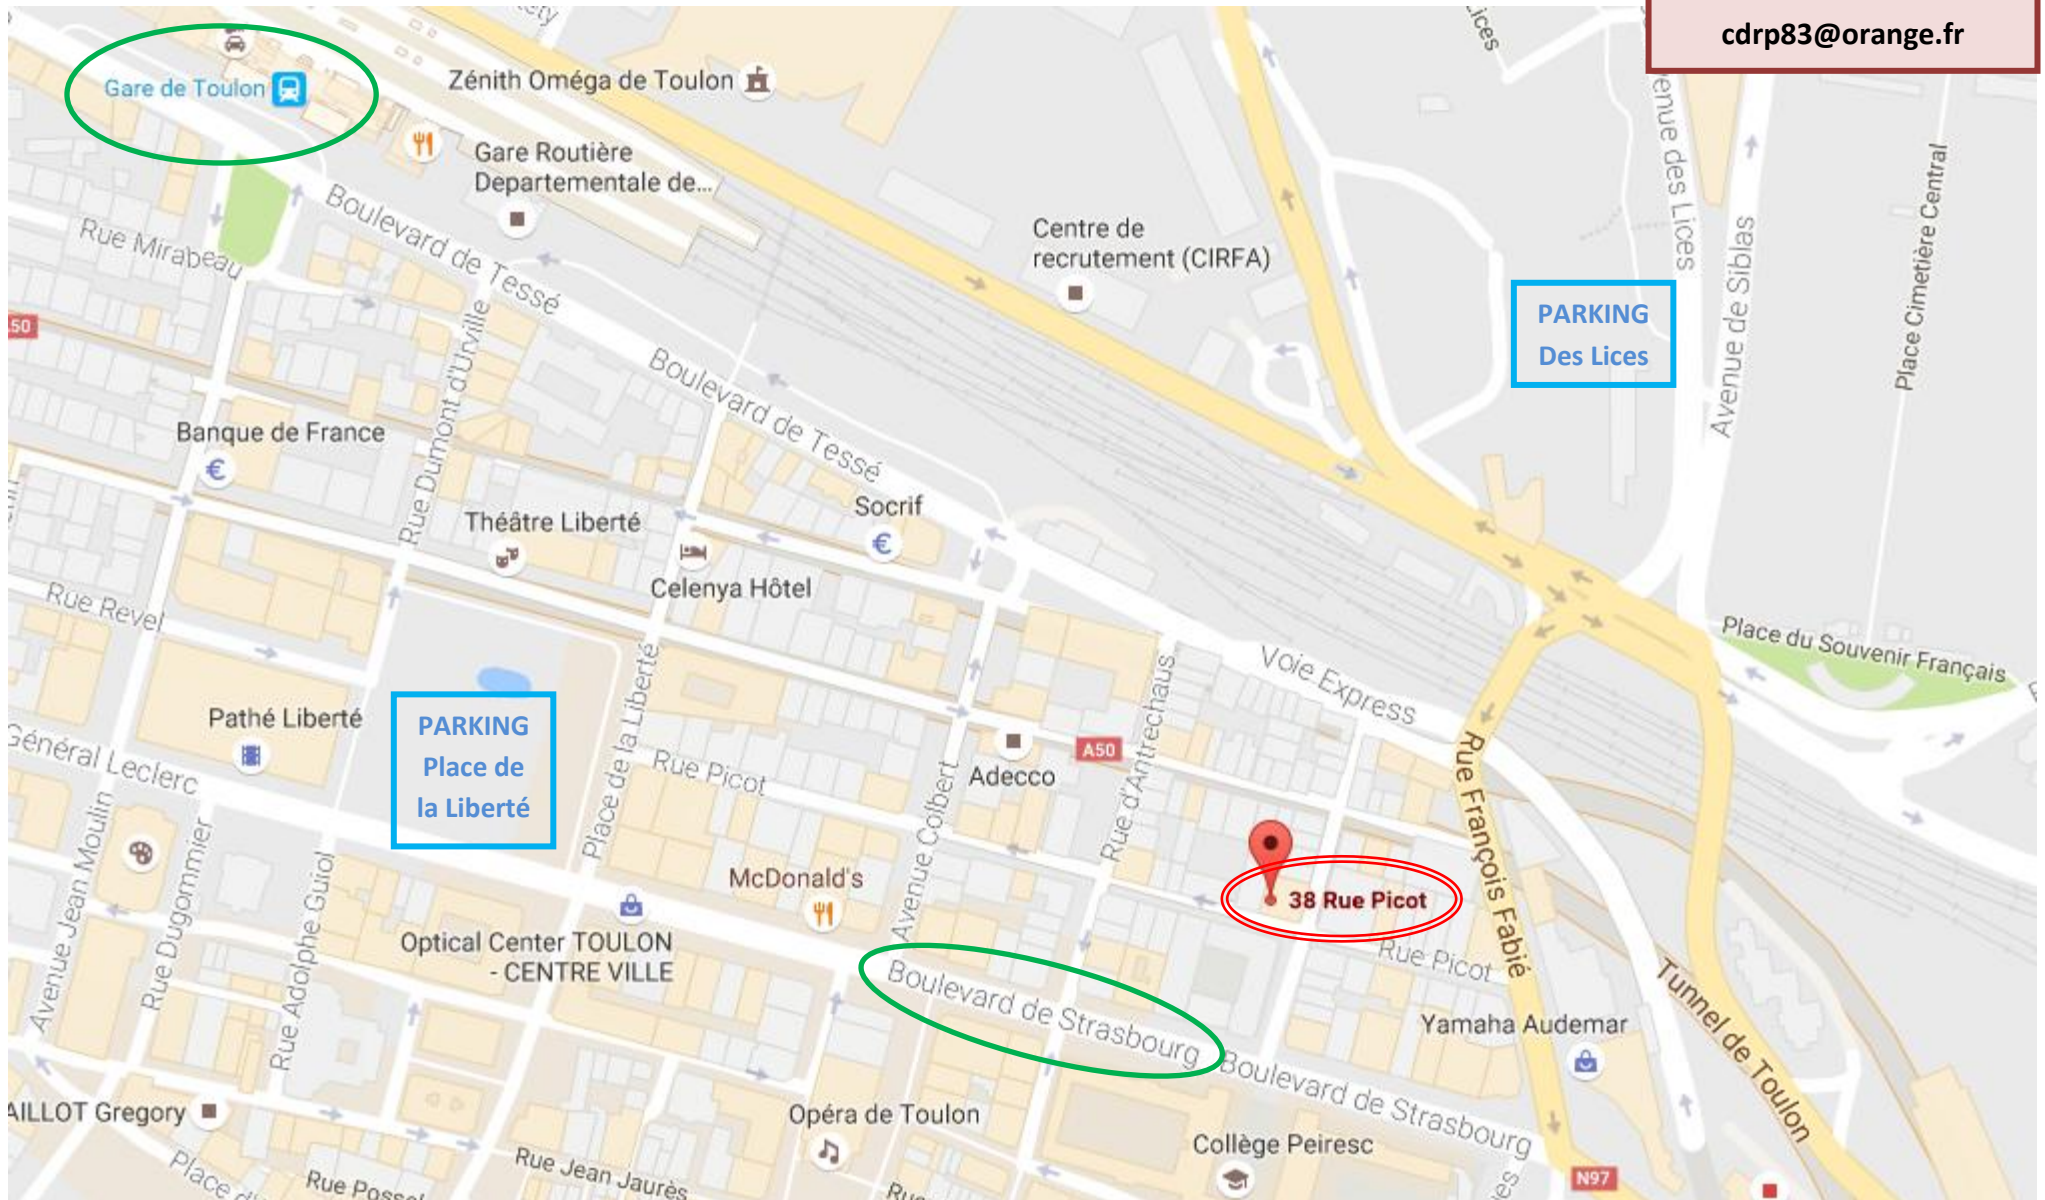 cdrp83@orange.fr
Gare de Toulon
Zénith Oméga de Toulon
Lices
Gare Routière
Departementale de...
Boulevard de Tessé
Rue Mirabeau
Centre de
recrutement (CIRFA)
Avenue des Lices
Avenue de Siblas
Place Cimetière Central
PARKING
Des Lices
50
Rue Dumont d'Urville
Boulevard de Tessé
Banque de France
Théâtre Liberté
Socrif
Celenya Hôtel
Rue Revel
Place du Souvenir Français
Voie Express
Pathé Liberté
PARKING
Place de
la Liberté
Place de la Liberté
Rue Picot
Général Leclerc
Adecco
A50
Rue d'Antrechaus
Avenue Colbert
Rue François Fabié
Avenue Jean Moulin
Rue Dugommier
Rue Adolphe Guiol
McDonald's
38 Rue Picot
Rue Picot
Optical Center TOULON
- CENTRE VILLE
Boulevard de Strasbourg
Yamaha Audemar
Tunnel de Toulon
Boulevard de Strasbourg
AILLOT Gregory
Opéra de Toulon
Collège Peiresc
N97
Rue Jean Jaurès
Place d'
Rue Possel
Rue